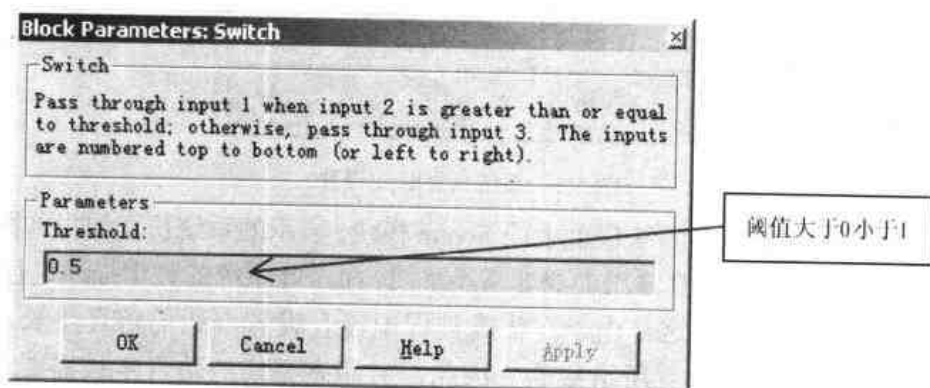 Block Parameters: Switch
Switch
Pass through input 1 when input 2 is greater than or equal
to threshold; otherwise, pass through input 3. The inputs
are numbered top to bottom (or left to right).
Parameters
Threshold:
0.5
阈值大于0小于1
OK Cancel Help Apply